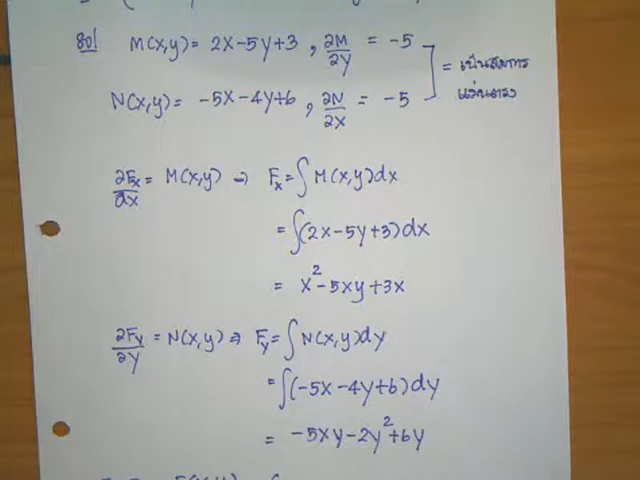 sol M(x,y) = 2x-5y+3 , ∂M/∂y = -5
= เป็นสมการ
N(x,y) = -5x-4y+6 , ∂N/∂x = -5
แม่นตรง
∂Fx/dx = M(x,y) → Fx = ∫ M(x,y)dx
= ∫(2x-5y+3)dx
= x²-5xy+3x
∂Fy/∂y = N(x,y) ⇒ Fy = ∫ N(x,y)dy
= ∫(-5x-4y+6)dy
= -5xy-2y²+6y